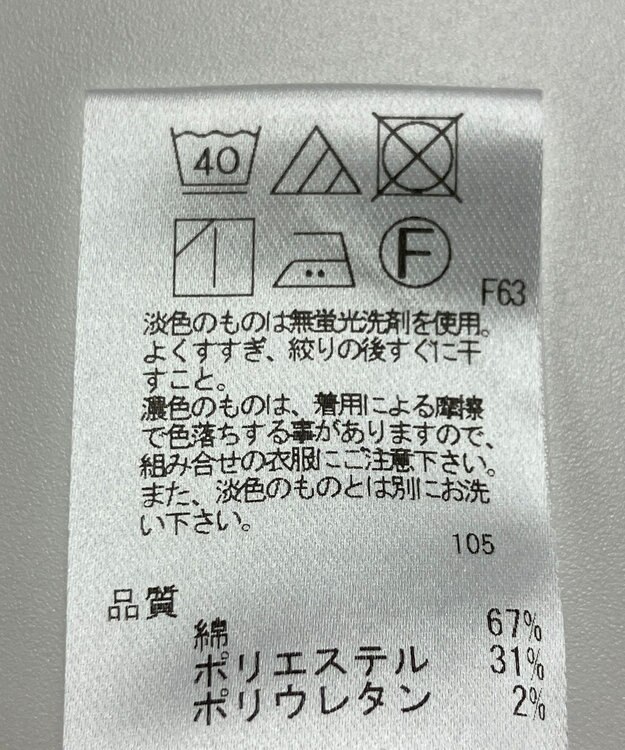 40
F
F63
淡色のものは無蛍光洗剤を使用。
よくすすぎ、絞りの後すぐに干
すこと。
濃色のものは、着用による摩擦
で色落ちする事がありますので、
組み合せの衣服にご注意下さい。
また、淡色のものとは別にお洗
い下さい。
105
品質
綿 67%
ポリエステル 31%
ポリウレタン 2%